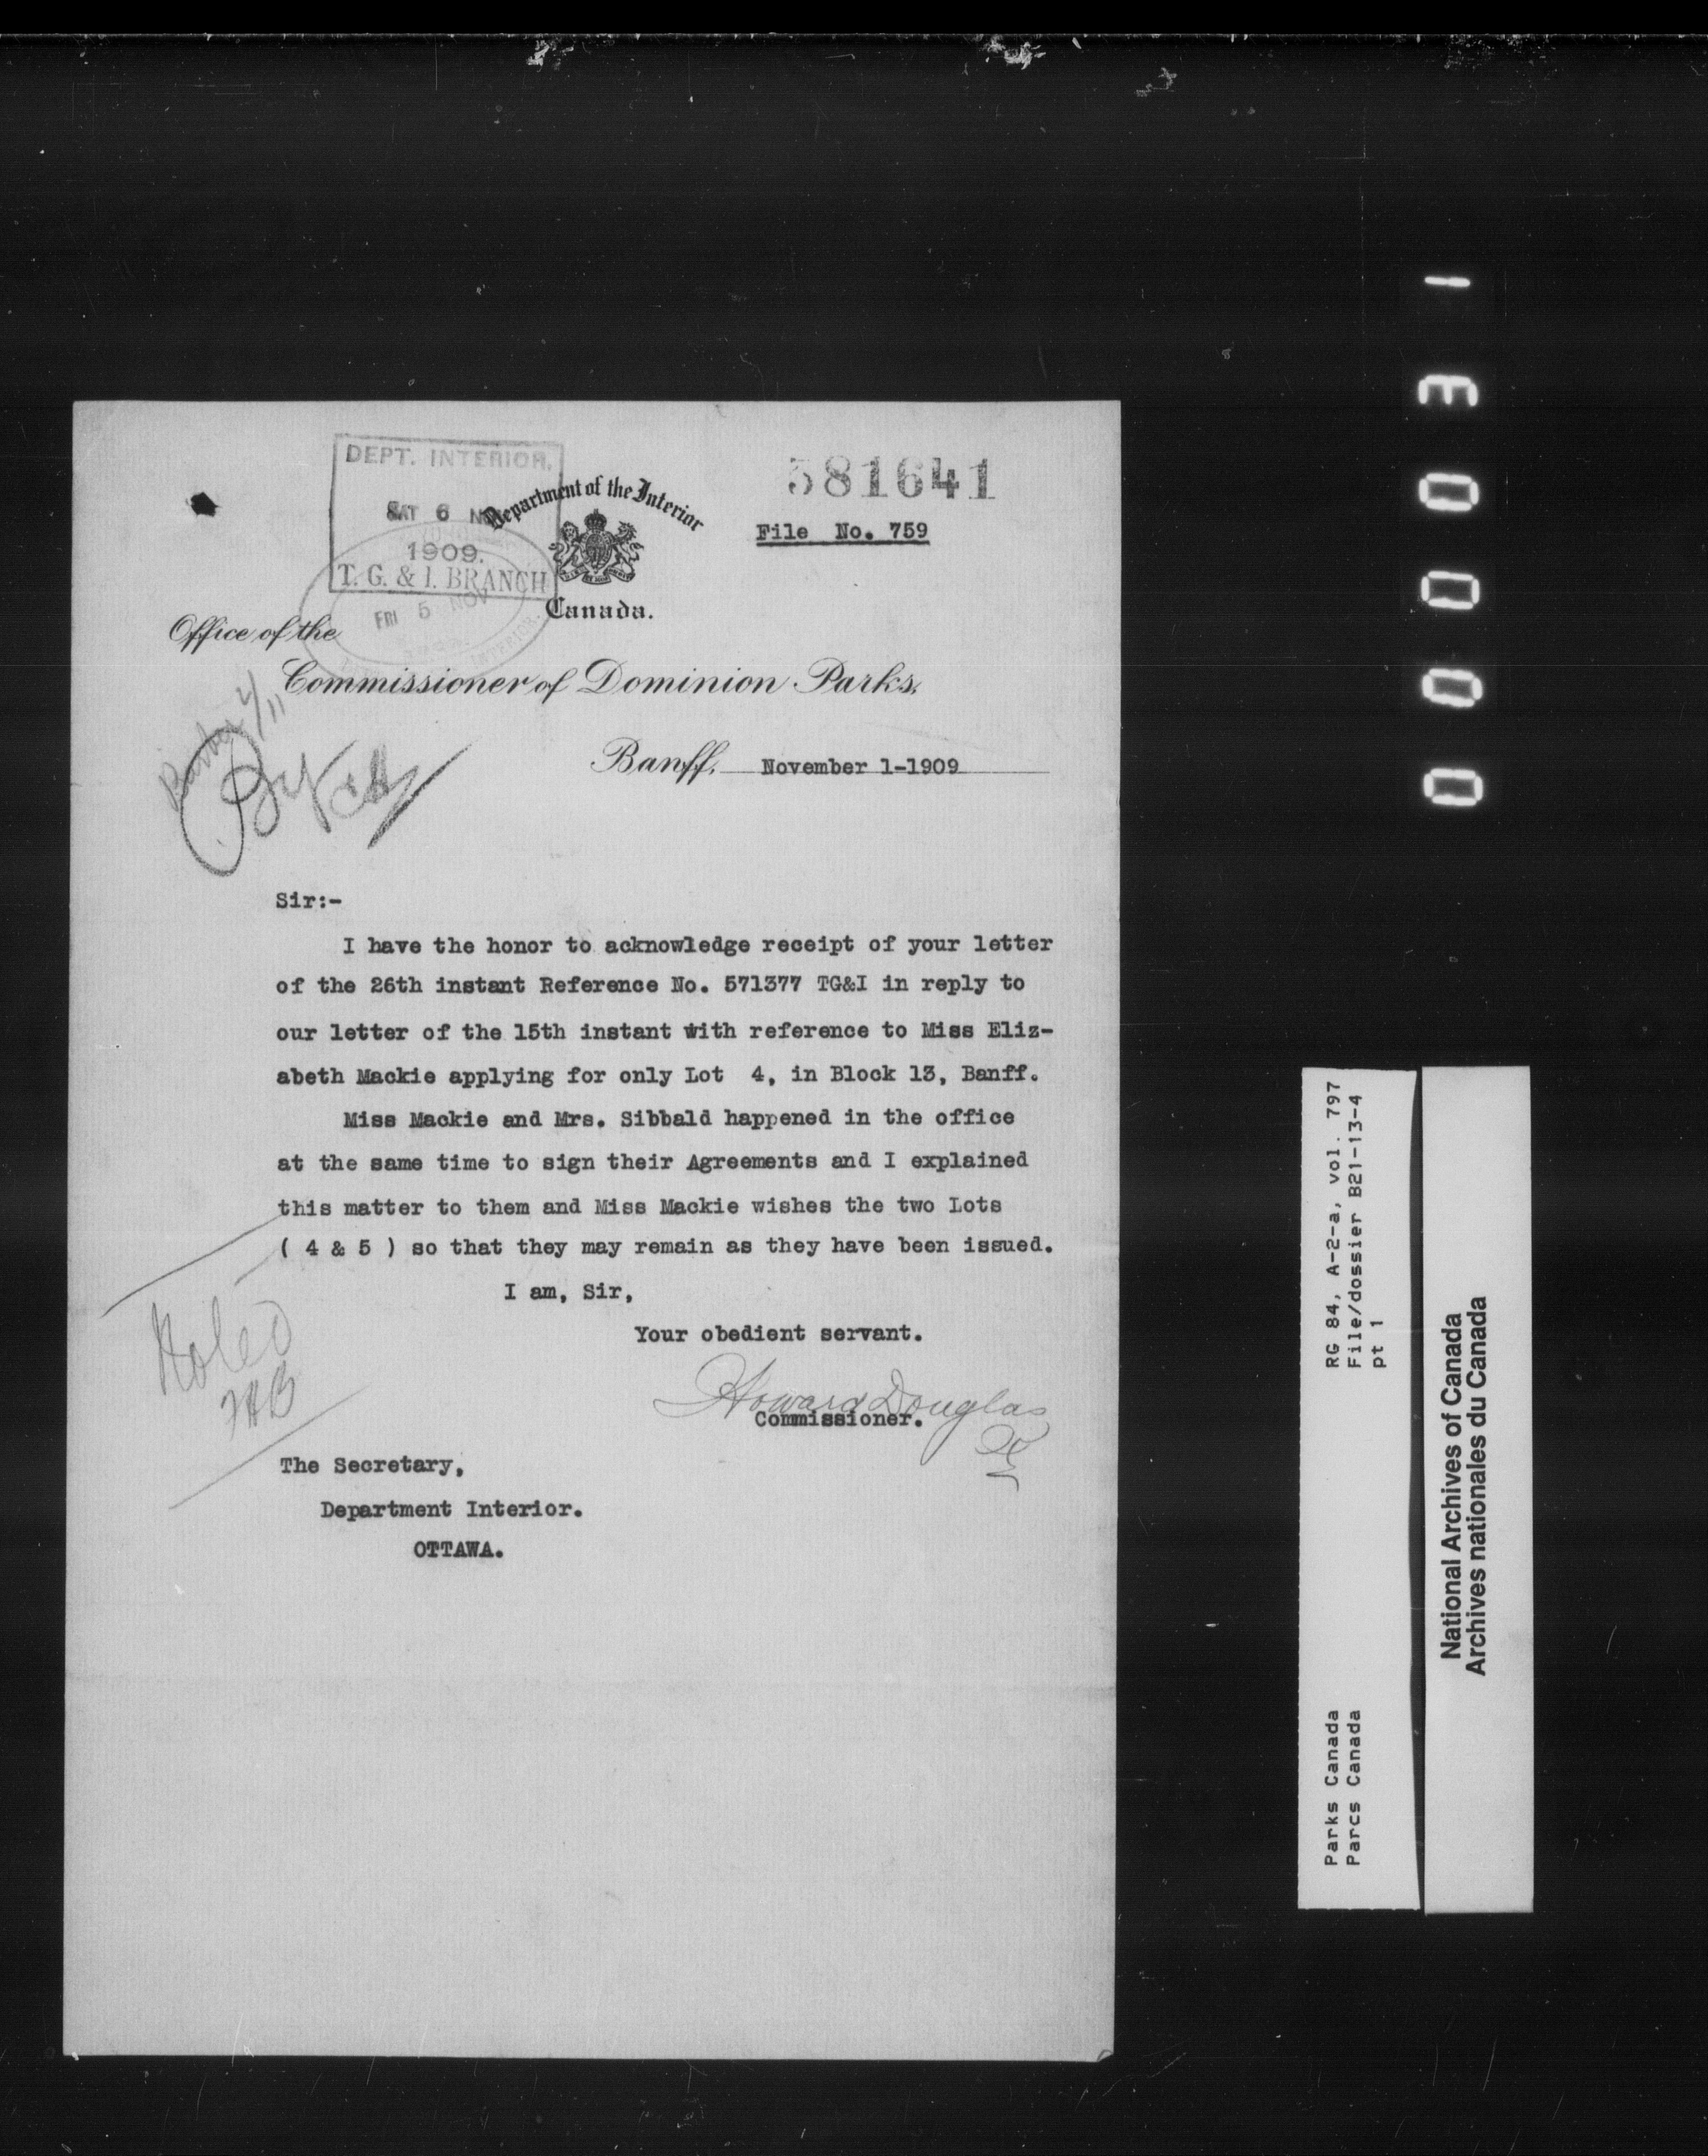 DEPT. INTERIOR.
SAT 6 NOV
1909.
T. G. & I. BRANCH
FRI 5 NOV
INTERIOR.
Department of the Interior
Canada.
581641
File No. 759
Office of the
Commissioner of Dominion Parks,
Banff, November 1-1909
Sir:-
I have the honor to acknowledge receipt of your letter
of the 26th instant Reference No. 571377 TG&I in reply to
our letter of the 15th instant with reference to Miss Eliz-
abeth Mackie applying for only Lot 4, in Block 13, Banff.
Miss Mackie and Mrs. Sibbald happened in the office
at the same time to sign their Agreements and I explained
this matter to them and Miss Mackie wishes the two Lots
( 4 & 5 ) so that they may remain as they have been issued.
I am, Sir,
Your obedient servant.
Howard Douglas
Commissioner.
Noted
The Secretary,
Department Interior.
OTTAWA.
000031
RG 84, A-2-a, vol. 797
File/dossier B21-13-4
pt 1
Parks Canada
Parcs Canada
National Archives of Canada
Archives nationales du Canada